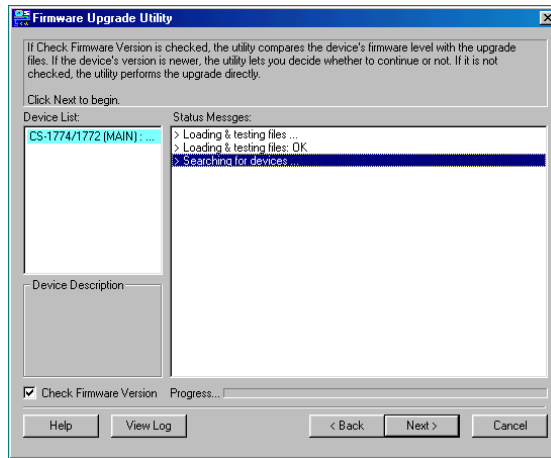 Firmware Upgrade Utility
If Check Firmware Version is checked, the utility compares the device's firmware level with the upgrade
files. If the device's version is newer, the utility lets you decide whether to continue or not. If it is not
checked, the utility performs the upgrade directly.
Click Next to begin.
Device List: Status Messges:
CS-1774/1772 (MAIN) : ...
> Loading & testing files ...
> Loading & testing files: OK
> Searching for devices ...
Device Description
Check Firmware Version Progress...
Help View Log < Back Next > Cancel